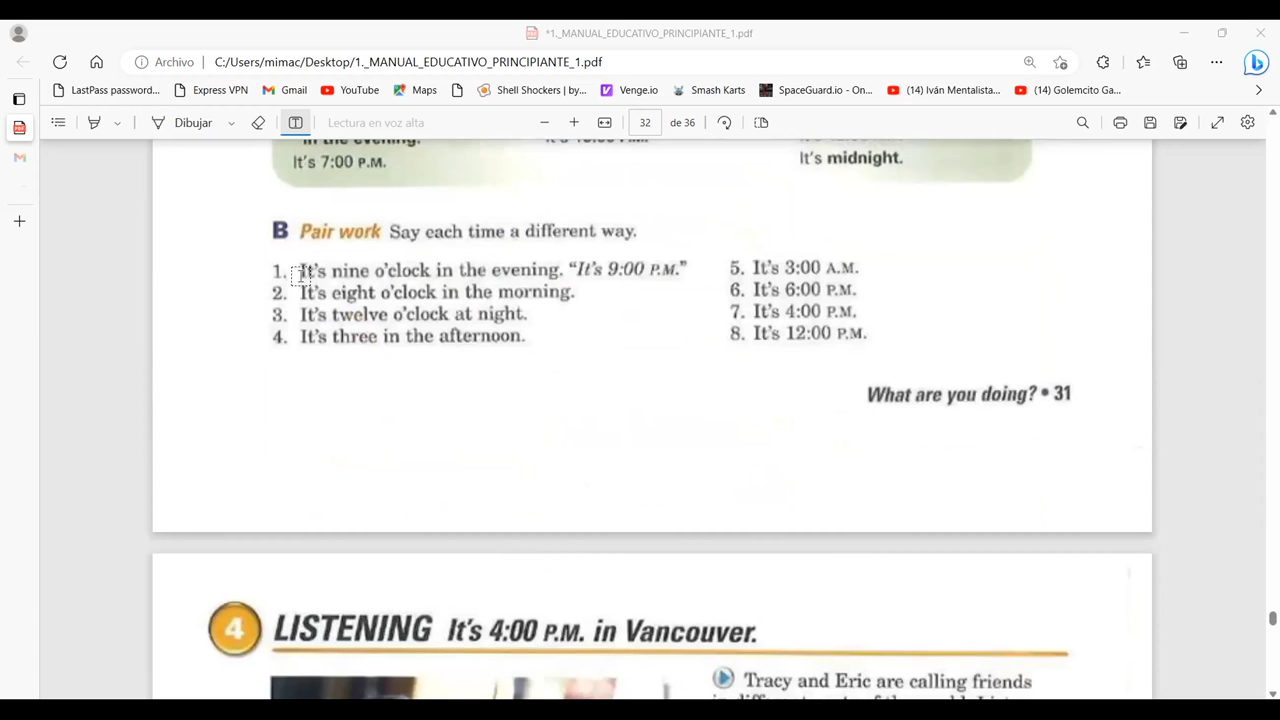 *1._MANUAL_EDUCATIVO_PRINCIPIANTE_1.pdf
Archivo C:/Users/mimac/Desktop/1._MANUAL_EDUCATIVO_PRINCIPIANTE_1.pdf
LastPass password... Express VPN Gmail YouTube Maps Shell Shockers | by... Venge.io Smash Karts SpaceGuard.io - On... (14) Iván Mentalista... (14) Golemcito Ga...
Dibujar Lectura en voz alta 32 de 36
in the evening.
It's 7:00 P.M.
It's midnight.
B Pair work Say each time a different way.
1. It's nine o'clock in the evening. "It's 9:00 P.M."
2. It's eight o'clock in the morning.
3. It's twelve o'clock at night.
4. It's three in the afternoon.
5. It's 3:00 A.M.
6. It's 6:00 P.M.
7. It's 4:00 P.M.
8. It's 12:00 P.M.
What are you doing? • 31
4 LISTENING It's 4:00 P.M. in Vancouver.
Tracy and Eric are calling friends